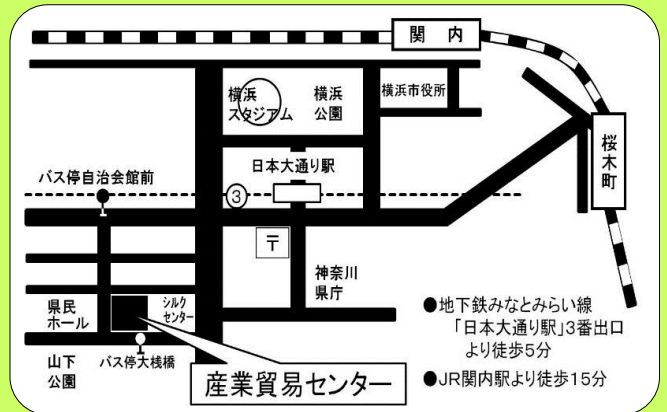 関内
横浜
スタジアム
横浜
公園
横浜市役所
桜木町
日本大通り駅
バス停自治会館前
③
〒
神奈川
県庁
県民
ホール
シルク
センター
山下
公園
バス停大桟橋
産業貿易センター
●地下鉄みなとみらい線
「日本大通り駅」3番出口
より徒歩5分
●JR関内駅より徒歩15分